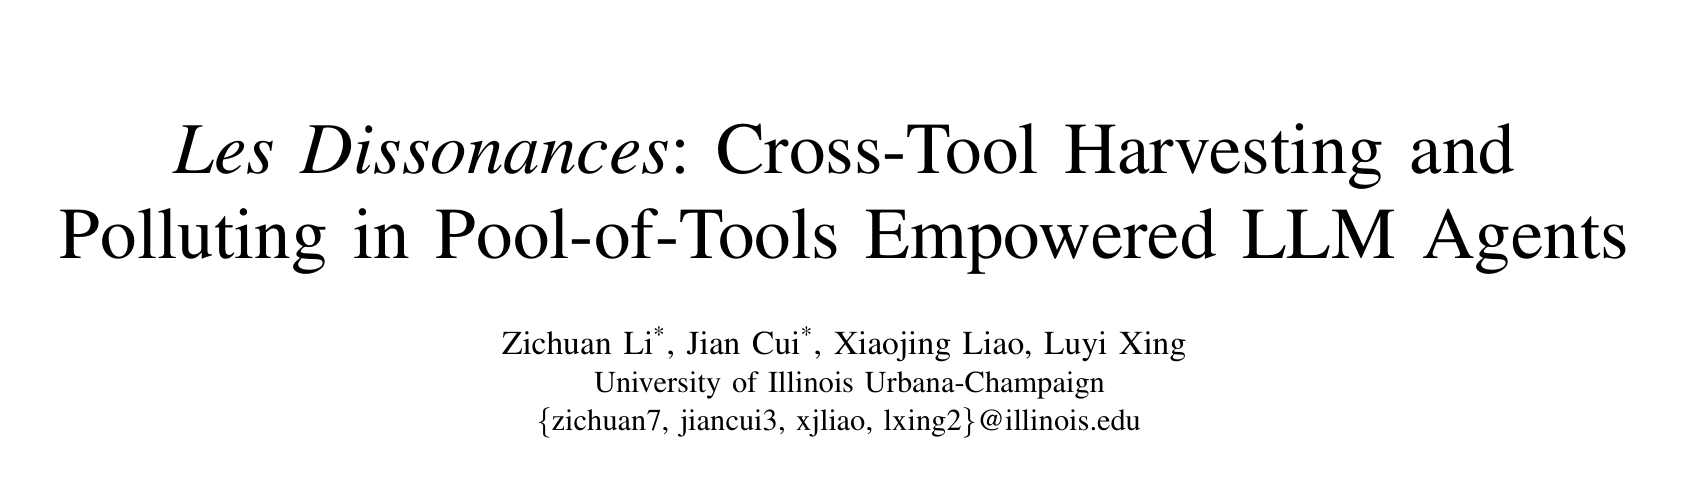 Les Dissonances: Cross-Tool Harvesting and
Polluting in Pool-of-Tools Empowered LLM Agents
Zichuan Li*, Jian Cui*, Xiaojing Liao, Luyi Xing
University of Illinois Urbana-Champaign
{zichuan7, jiancui3, xjliao, lxing2}@illinois.edu